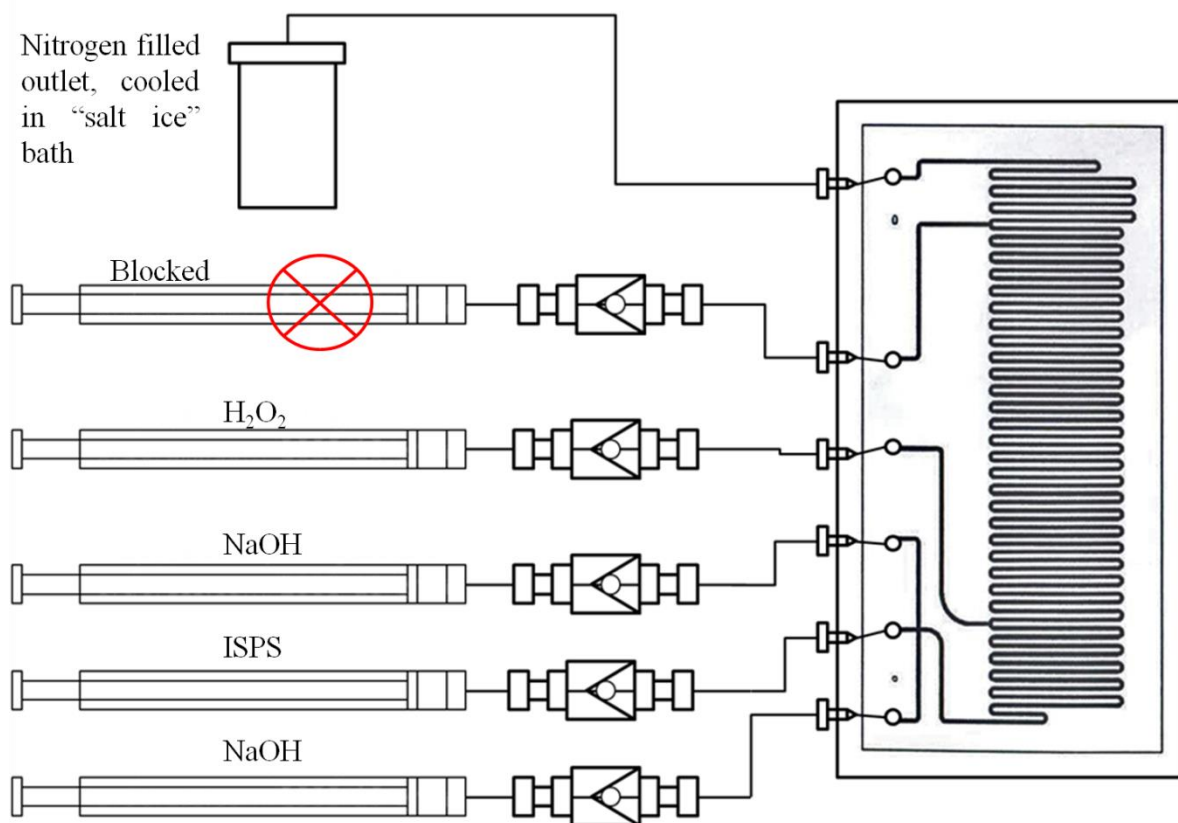 Nitrogen filled
outlet, cooled
in “salt ice”
bath
Blocked
H₂O₂
NaOH
ISPS
NaOH